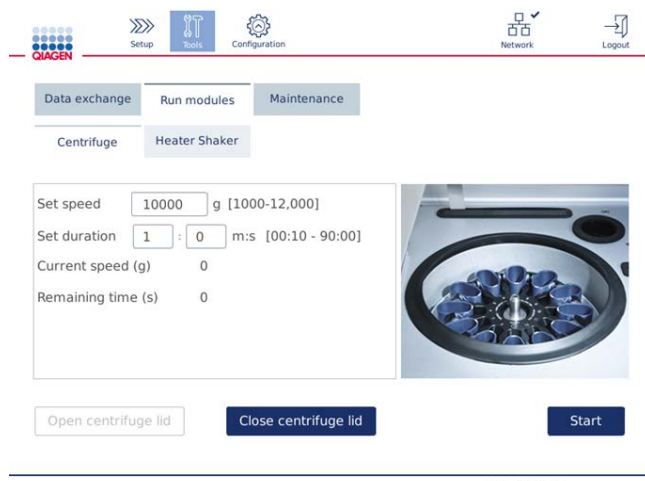 QIAGEN
Setup
Tools
Configuration
Network
Logout
Data exchange
Run modules
Maintenance
Centrifuge
Heater Shaker
Set speed 10000 g [1000-12,000]
Set duration 1 : 0 m:s [00:10 - 90:00]
Current speed (g) 0
Remaining time (s) 0
Open centrifuge lid
Close centrifuge lid
Start